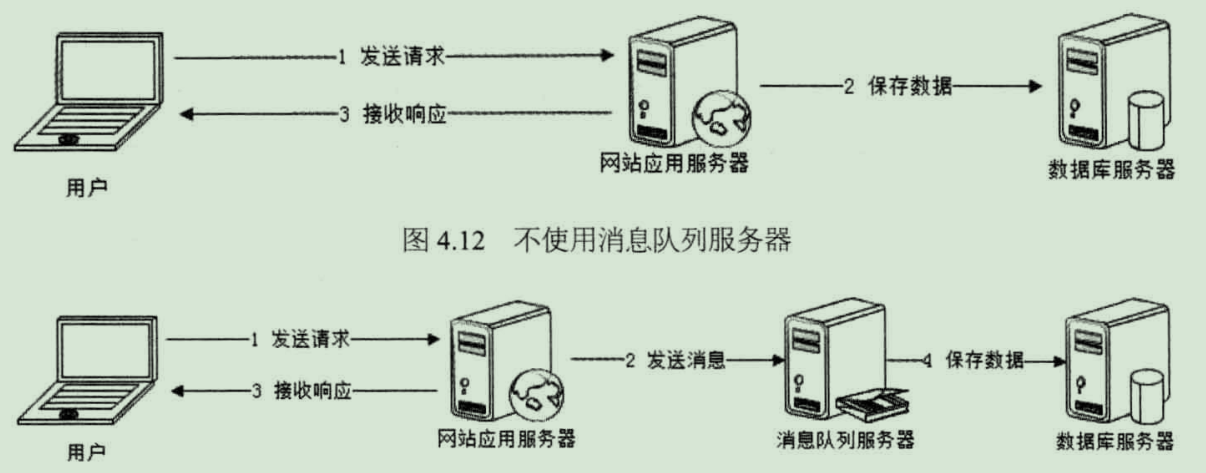 1 发送请求
2 保存数据
3 接收响应
网站应用服务器
数据库服务器
用户
图 4.12 不使用消息队列服务器
1 发送请求
2 发送消息
4 保存数据
3 接收响应
网站应用服务器
消息队列服务器
数据库服务器
用户